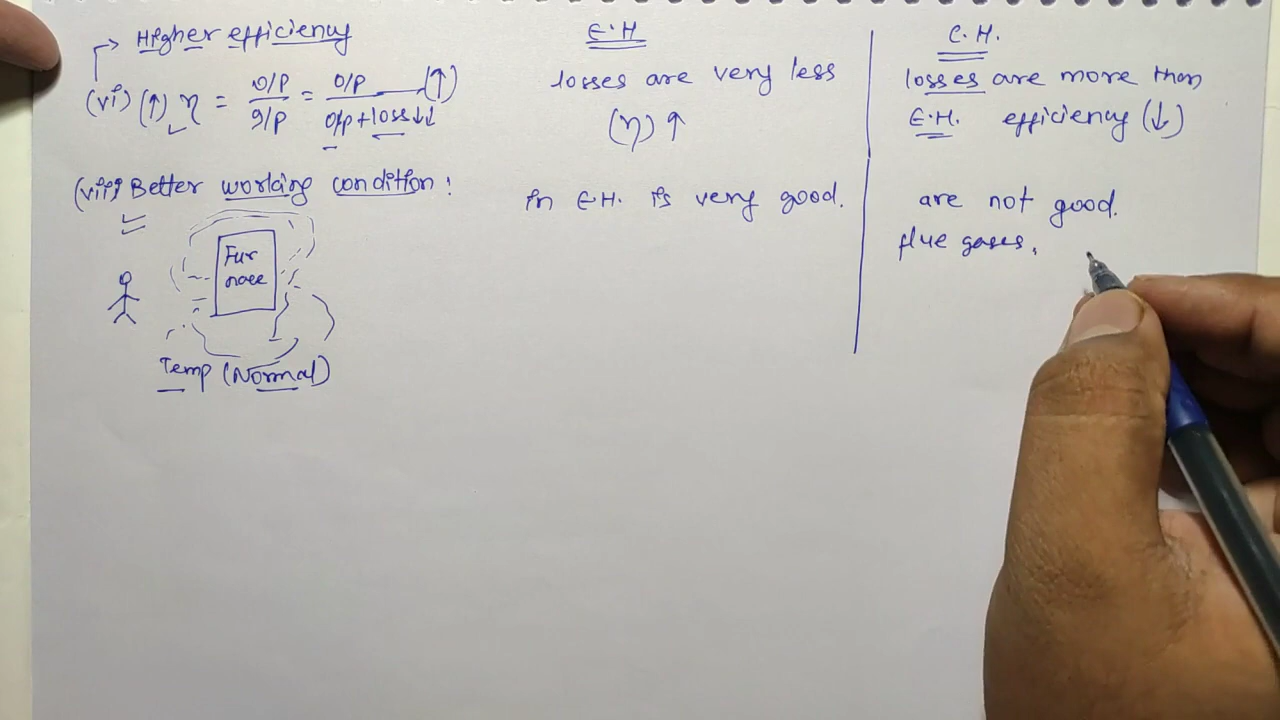 Higher efficiency
(vi) (↑) η = O/P / I/P = O/P / O/P + loss↓↓ (↑)
E.H
losses are very less
(η) ↑
C.H.
losses are more than
E.H. efficiency (↓)
(vii) Better working condition:
in E.H. is very good.
are not good.
flue gases,
Fur
nace
Temp (Normal)